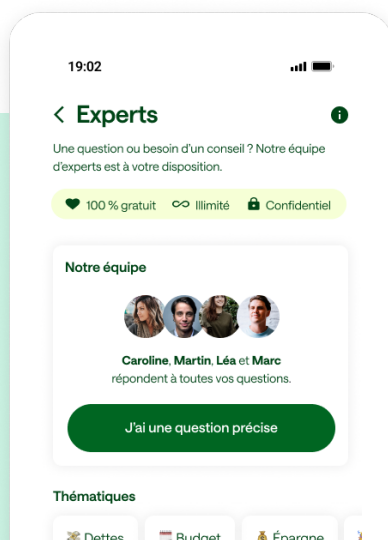 19:02
Experts
Une question ou besoin d'un conseil ? Notre équipe
d'experts est à votre disposition.
100 % gratuit Illimité Confidentiel
Notre équipe
Caroline, Martin, Léa et Marc
répondent à toutes vos questions.
J'ai une question précise
Thématiques
Dettes Budget Épargne